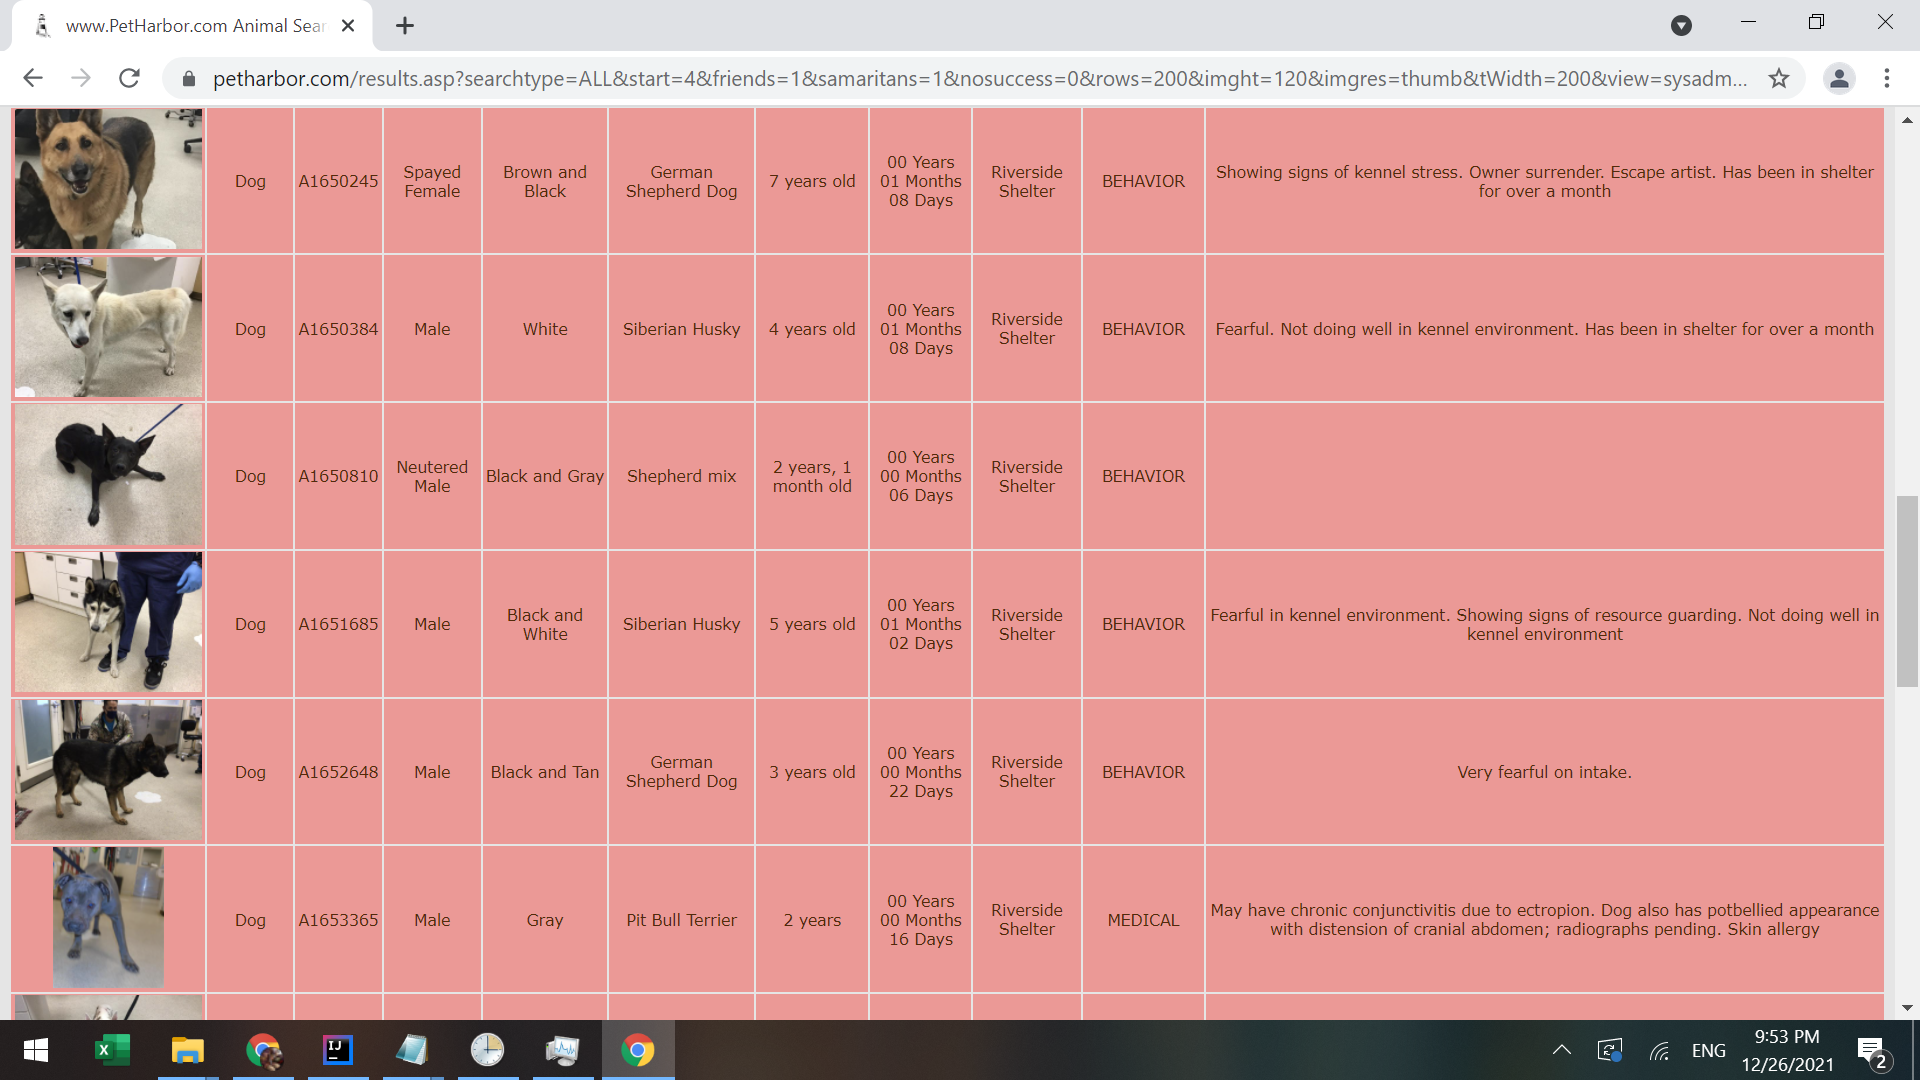 www.PetHarbor.com Animal Sear
petharbor.com/results.asp?searchtype=ALL&start=4&friends=1&samaritans=1&nosuccess=0&rows=200&imght=120&imgres=thumb&tWidth=200&view=sysadm...
Dog
A1650245
Spayed
Female
Brown and
Black
German
Shepherd Dog
7 years old
00 Years
01 Months
08 Days
Riverside
Shelter
BEHAVIOR
Showing signs of kennel stress. Owner surrender. Escape artist. Has been in shelter
for over a month
Dog
A1650384
Male
White
Siberian Husky
4 years old
00 Years
01 Months
08 Days
Riverside
Shelter
BEHAVIOR
Fearful. Not doing well in kennel environment. Has been in shelter for over a month
Dog
A1650810
Neutered
Male
Black and Gray
Shepherd mix
2 years, 1
month old
00 Years
00 Months
06 Days
Riverside
Shelter
BEHAVIOR
Dog
A1651685
Male
Black and
White
Siberian Husky
5 years old
00 Years
01 Months
02 Days
Riverside
Shelter
BEHAVIOR
Fearful in kennel environment. Showing signs of resource guarding. Not doing well in
kennel environment
Dog
A1652648
Male
Black and Tan
German
Shepherd Dog
3 years old
00 Years
00 Months
22 Days
Riverside
Shelter
BEHAVIOR
Very fearful on intake.
Dog
A1653365
Male
Gray
Pit Bull Terrier
2 years
00 Years
00 Months
16 Days
Riverside
Shelter
MEDICAL
May have chronic conjunctivitis due to ectropion. Dog also has potbellied appearance
with distension of cranial abdomen; radiographs pending. Skin allergy
IJ
ENG
9:53 PM
12/26/2021
2